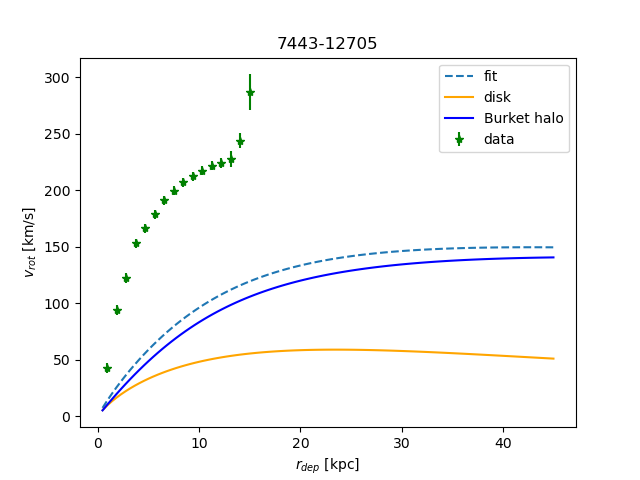 7443-12705
fit
disk
Burket halo
data
300
250
200
150
100
50
0
v_rot [km/s]
0 10 20 30 40
r_dep [kpc]